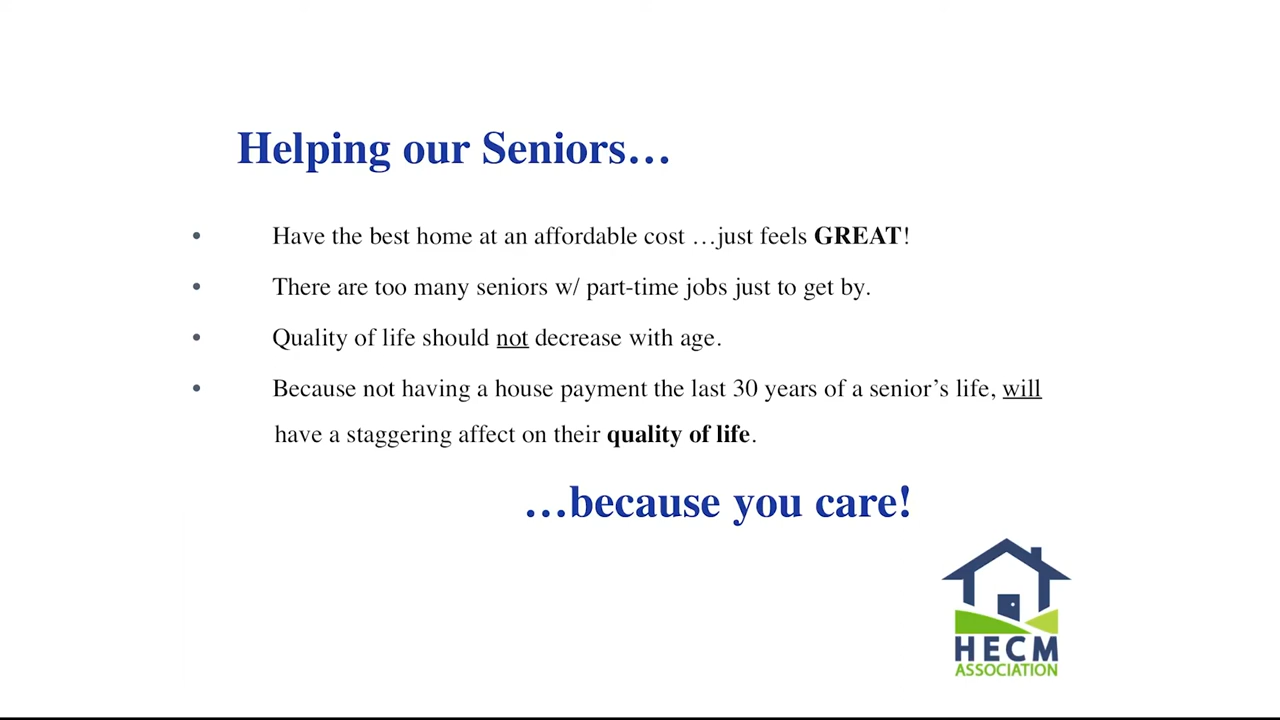 Helping our Seniors…
• Have the best home at an affordable cost …just feels GREAT!
• There are too many seniors w/ part-time jobs just to get by.
• Quality of life should not decrease with age.
• Because not having a house payment the last 30 years of a senior’s life, will
have a staggering affect on their quality of life.
…because you care!
HECM
ASSOCIATION